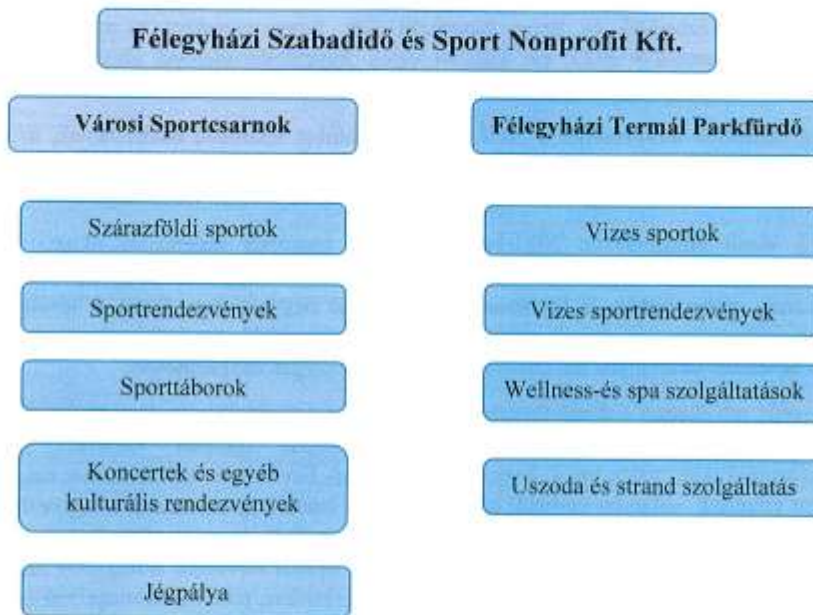 Félegyházi Szabadidő és Sport Nonprofit Kft.
Városi Sportcsarnok
Szárazföldi sportok
Sportrendezvények
Sporttáborok
Koncertek és egyéb
kulturális rendezvények
Jégpálya
Félegyházi Termál Parkfürdő
Vizes sportok
Vizes sportrendezvények
Wellness-és spa szolgáltatások
Uszoda és strand szolgáltatás